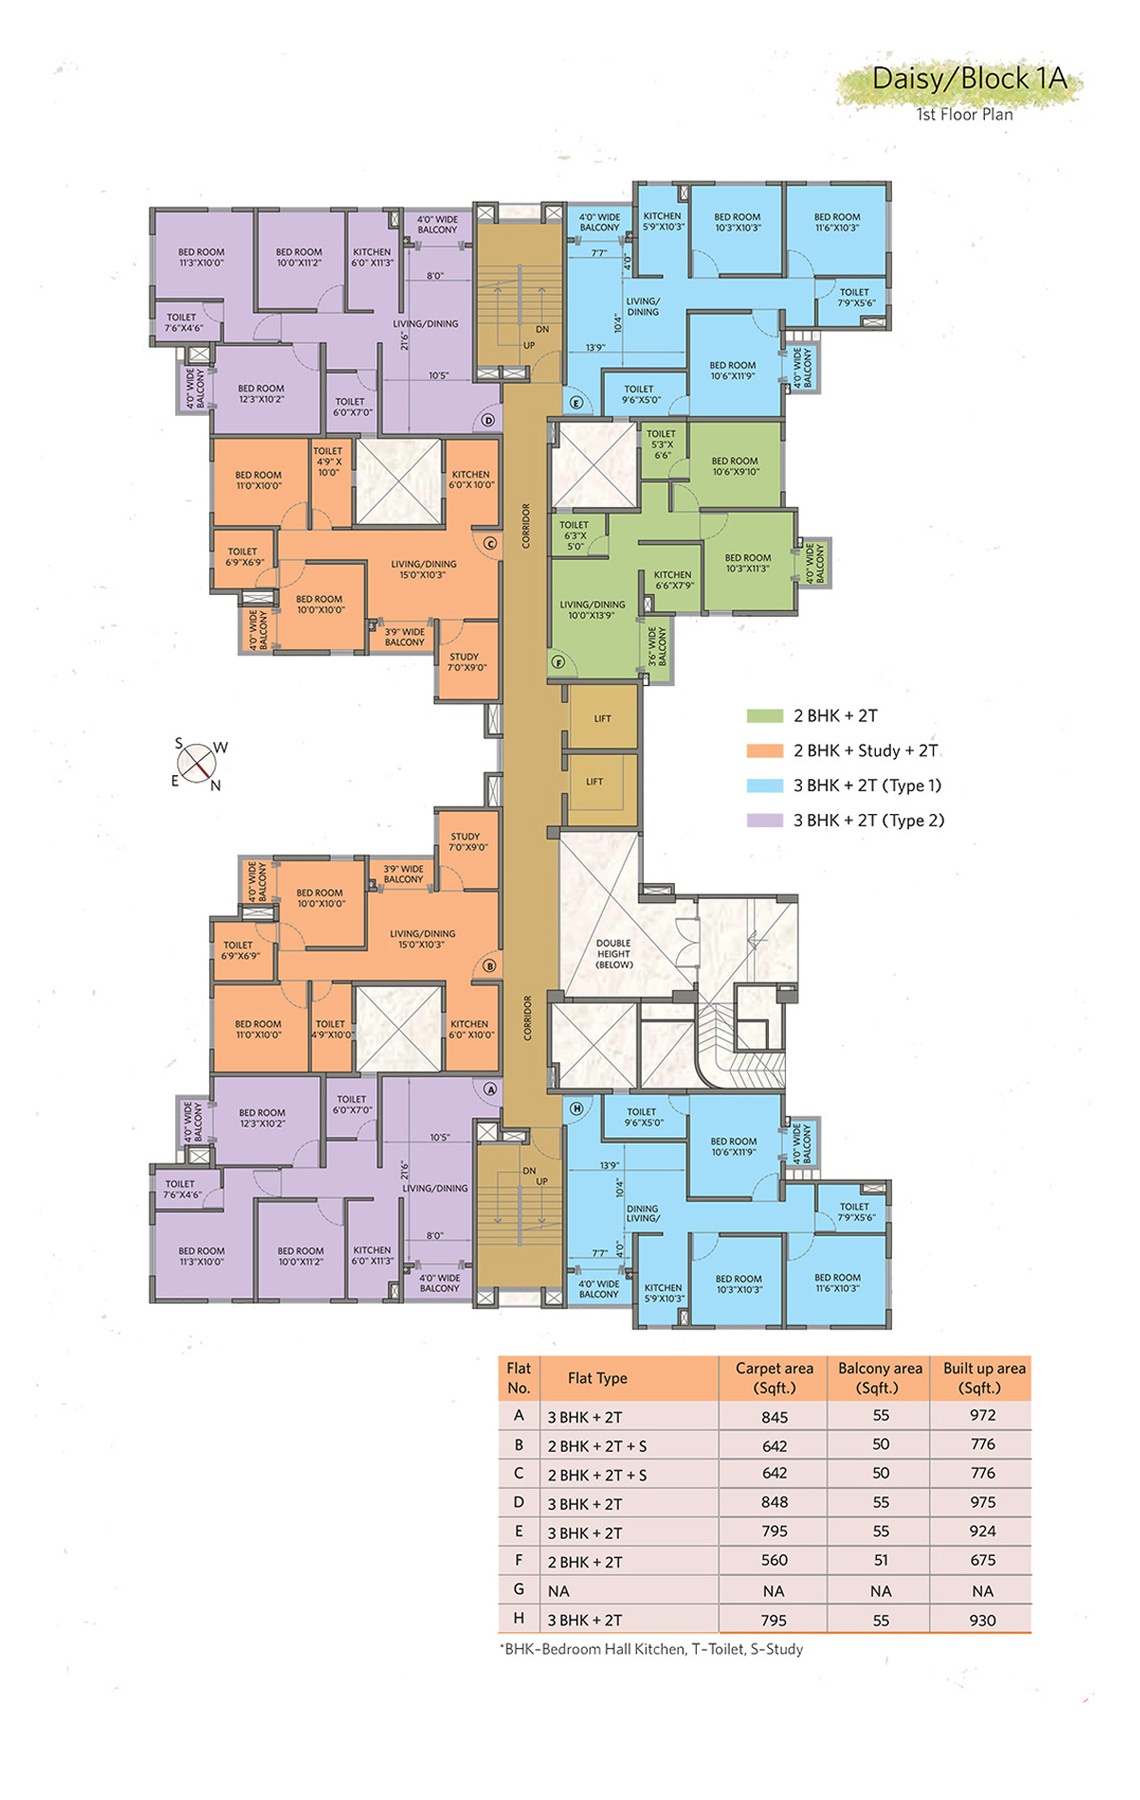 Daisy/Block 1A
1st Floor Plan
BED ROOM
11'3"X10'0"
BED ROOM
10'0"X11'2"
KITCHEN
6'0" X11'3"
4'0" WIDE
BALCONY
8'0"
TOILET
7'6"X4'6"
LIVING/DINING
21'6"
10'5"
4'0" WIDE
BALCONY
BED ROOM
12'3"X10'2"
TOILET
6'0"X7'0"
D
DN
UP
4'0" WIDE
BALCONY
KITCHEN
5'9"X10'3"
BED ROOM
10'3"X10'3"
BED ROOM
11'6"X10'3"
7'7"
4'0"
LIVING/
DINING
10'4"
13'9"
TOILET
7'9"X5'6"
BED ROOM
10'6"X11'9"
4'0" WIDE
BALCONY
TOILET
9'6"X5'0"
E
BED ROOM
11'0"X10'0"
TOILET
4'9" X
10'0"
KITCHEN
6'0"X 10'0"
C
TOILET
6'9"X6'9"
LIVING/DINING
15'0"X10'3"
BED ROOM
10'0"X10'0"
4'0" WIDE
BALCONY
3'9" WIDE
BALCONY
STUDY
7'0"X9'0"
CORRIDOR
TOILET
5'3"X
6'6"
BED ROOM
10'6"X9'10"
TOILET
6'3"X
5'0"
BED ROOM
10'3"X11'3"
4'0" WIDE
BALCONY
KITCHEN
6'6"X7'9"
LIVING/DINING
10'0"X13'9"
3'6" WIDE
BALCONY
F
LIFT
LIFT
2 BHK + 2T
2 BHK + Study + 2T
3 BHK + 2T (Type 1)
3 BHK + 2T (Type 2)
S
W
E
N
STUDY
7'0"X9'0"
4'0" WIDE
BALCONY
BED ROOM
10'0"X10'0"
3'9" WIDE
BALCONY
LIVING/DINING
15'0"X10'3"
TOILET
6'9"X6'9"
B
BED ROOM
11'0"X10'0"
TOILET
4'9"X10'0"
KITCHEN
6'0" X10'0"
CORRIDOR
DOUBLE
HEIGHT
(BELOW)
A
4'0" WIDE
BALCONY
BED ROOM
12'3"X10'2"
TOILET
6'0"X7'0"
10'5"
21'6"
LIVING/DINING
TOILET
7'6"X4'6"
BED ROOM
11'3"X10'0"
BED ROOM
10'0"X11'2"
KITCHEN
6'0" X11'3"
8'0"
4'0" WIDE
BALCONY
DN
UP
H
TOILET
9'6"X5'0"
BED ROOM
10'6"X11'9"
4'0" WIDE
BALCONY
13'9"
10'4"
DINING
LIVING/
TOILET
7'9"X5'6"
7'7"
4'0"
4'0" WIDE
BALCONY
KITCHEN
5'9"X10'3"
BED ROOM
10'3"X10'3"
BED ROOM
11'6"X10'3"
Flat No. Flat Type Carpet area (Sqft.) Balcony area (Sqft.) Built up area (Sqft.)
A 3 BHK + 2T 845 55 972
B 2 BHK + 2T + S 642 50 776
C 2 BHK + 2T + S 642 50 776
D 3 BHK + 2T 848 55 975
E 3 BHK + 2T 795 55 924
F 2 BHK + 2T 560 51 675
G NA NA NA NA
H 3 BHK + 2T 795 55 930
*BHK-Bedroom Hall Kitchen, T-Toilet, S-Study